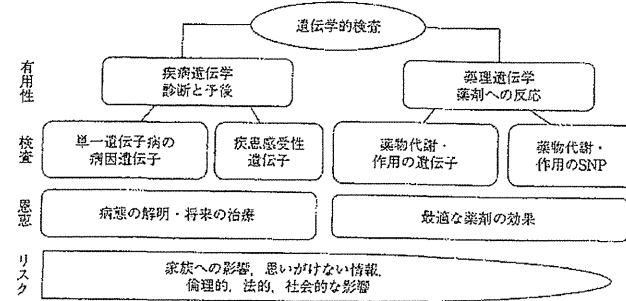 遺伝学的検査
有用性
疾病遺伝学
診断と予後
薬理遺伝学
薬剤への反応
検査
単一遺伝子病の
病因遺伝子
疾患感受性
遺伝子
薬物代謝・
作用の遺伝子
薬物代謝・
作用のSNP
恩恵
病態の解明・将来の治療
最適な薬剤の効果
リスク
家族への影響，思いがけない情報，
倫理的，法的，社会的な影響